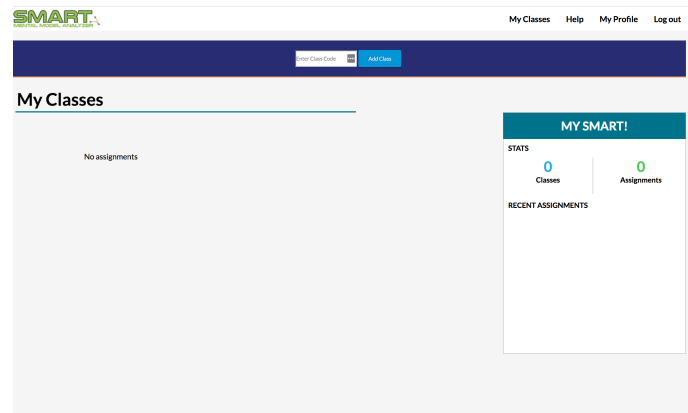 SMART
MENTAL MODEL ANALYZER
My Classes Help My Profile Log out
Enter Class Code Add Class
My Classes
No assignments
MY SMART!
STATS
0 0
Classes Assignments
RECENT ASSIGNMENTS